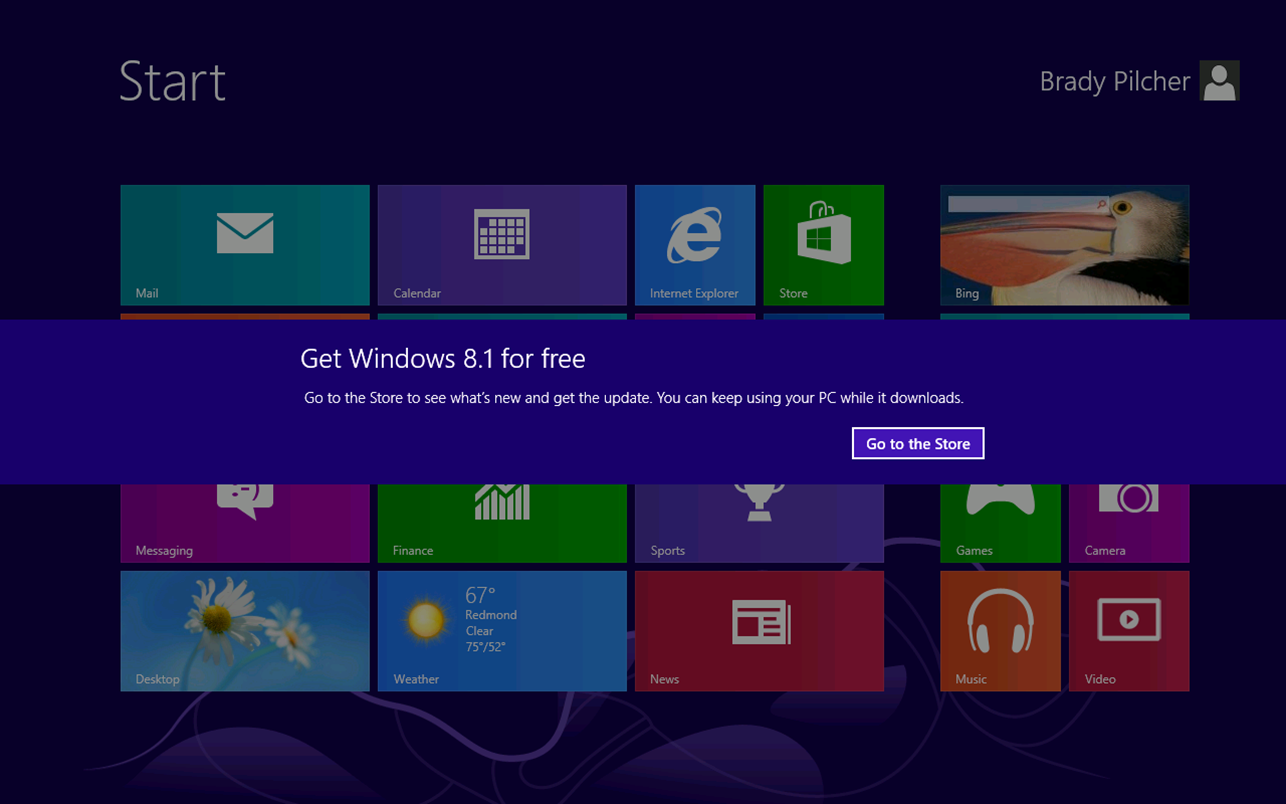 Start
Brady Pilcher
Mail
Calendar
Internet Explorer
Store
Bing
Get Windows 8.1 for free
Go to the Store to see what's new and get the update. You can keep using your PC while it downloads.
Go to the Store
Messaging
Finance
Sports
Games
Camera
Desktop
67°
Redmond
Clear
75°/52°
Weather
News
Music
Video